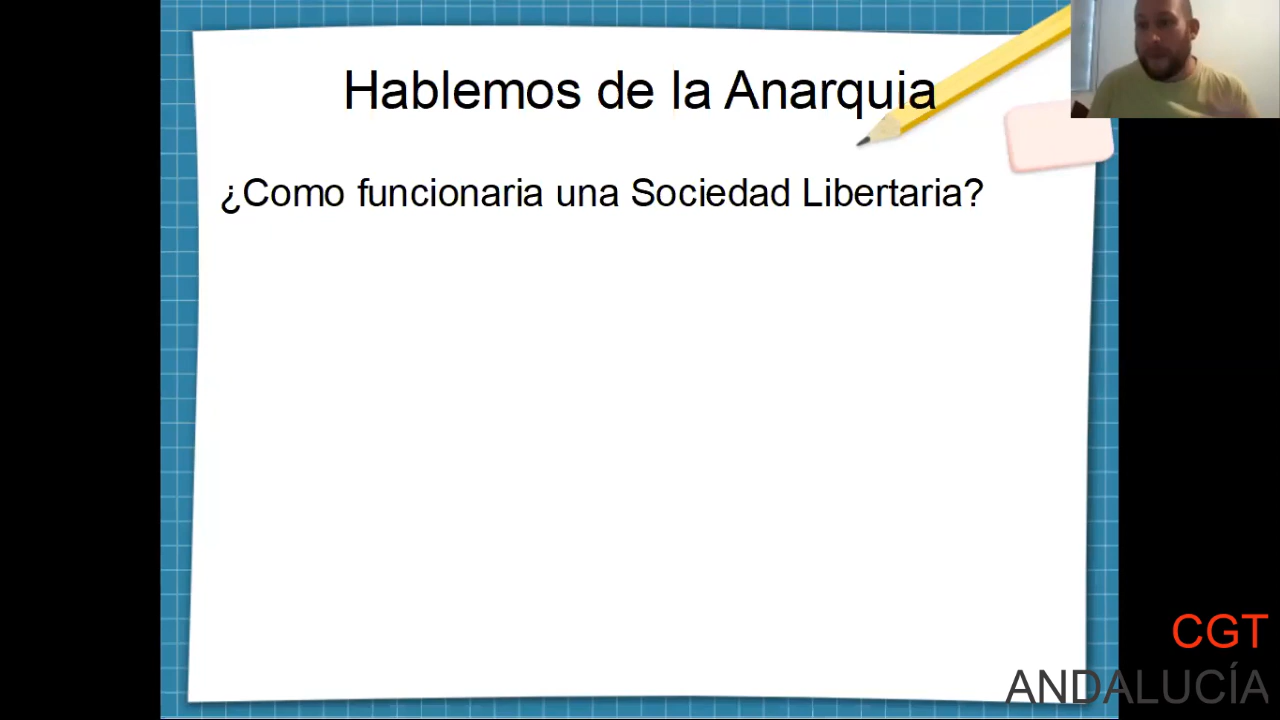 Hablemos de la Anarquia
¿Como funcionaria una Sociedad Libertaria?
CGT
ANDALUCÍA